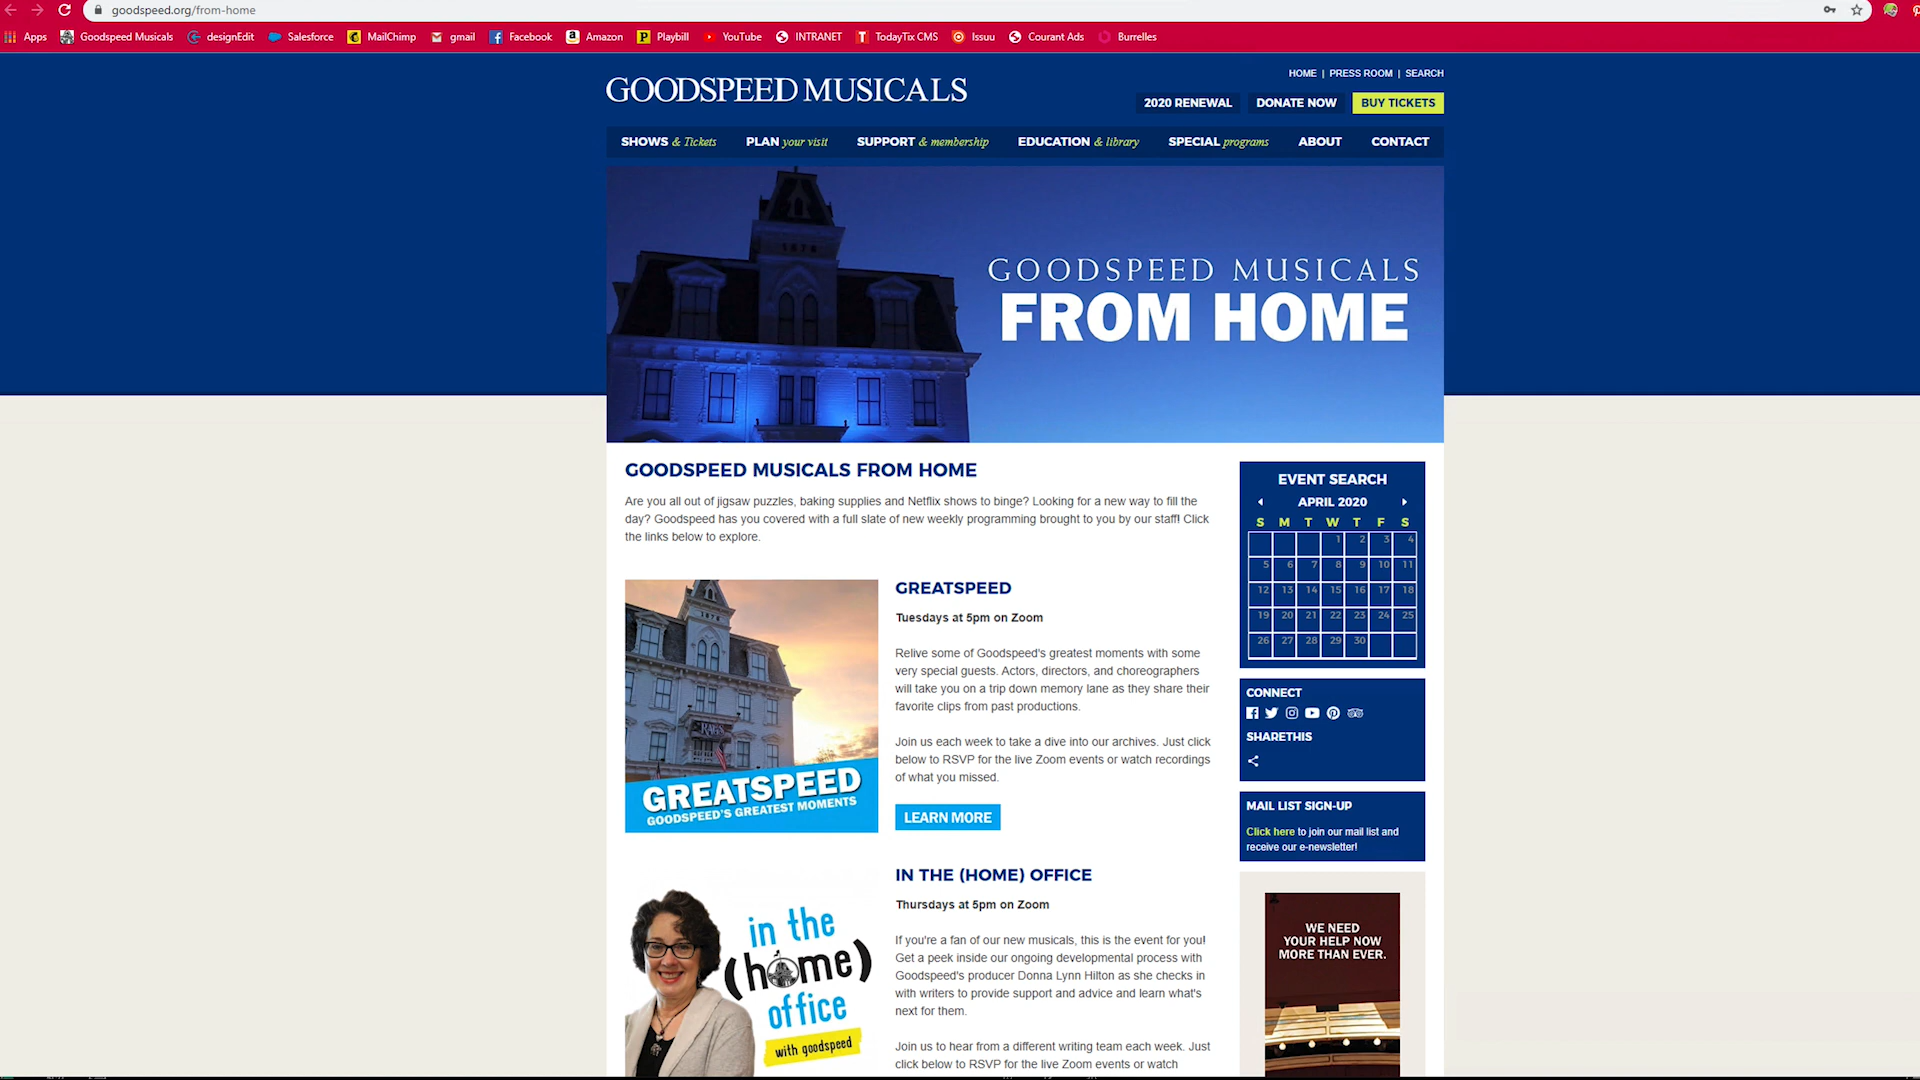 goodspeed.org/from-home
Apps Goodspeed Musicals designEdit Salesforce MailChimp gmail Facebook Amazon Playbill YouTube INTRANET TodayTix CMS Issuu Courant Ads Burrelles
HOME | PRESS ROOM | SEARCH
GOODSPEED MUSICALS
2020 RENEWAL DONATE NOW BUY TICKETS
SHOWS & Tickets PLAN your visit SUPPORT & membership EDUCATION & library SPECIAL programs ABOUT CONTACT
1876
GOODSPEED MUSICALS
FROM HOME
GOODSPEED MUSICALS FROM HOME
Are you all out of jigsaw puzzles, baking supplies and Netflix shows to binge? Looking for a new way to fill the
day? Goodspeed has you covered with a full slate of new weekly programming brought to you by our staff! Click
the links below to explore.
1876
GREATSPEED
GOODSPEED'S GREATEST MOMENTS
GREATSPEED
Tuesdays at 5pm on Zoom
Relive some of Goodspeed's greatest moments with some
very special guests. Actors, directors, and choreographers
will take you on a trip down memory lane as they share their
favorite clips from past productions.
Join us each week to take a dive into our archives. Just click
below to RSVP for the live Zoom events or watch recordings
of what you missed.
LEARN MORE
in the
(home)
office
with goodspeed
IN THE (HOME) OFFICE
Thursdays at 5pm on Zoom
If you're a fan of our new musicals, this is the event for you!
Get a peek inside our ongoing developmental process with
Goodspeed's producer Donna Lynn Hilton as she checks in
with writers to provide support and advice and learn what's
next for them.
Join us to hear from a different writing team each week. Just
click below to RSVP for the live Zoom events or watch
EVENT SEARCH
APRIL 2020
S M T W T F S
1 2 3 4
5 6 7 8 9 10 11
12 13 14 15 16 17 18
19 20 21 22 23 24 25
26 27 28 29 30
CONNECT
SHARETHIS
MAIL LIST SIGN-UP
Click here to join our mail list and
receive our e-newsletter!
WE NEED
YOUR HELP NOW
MORE THAN EVER.